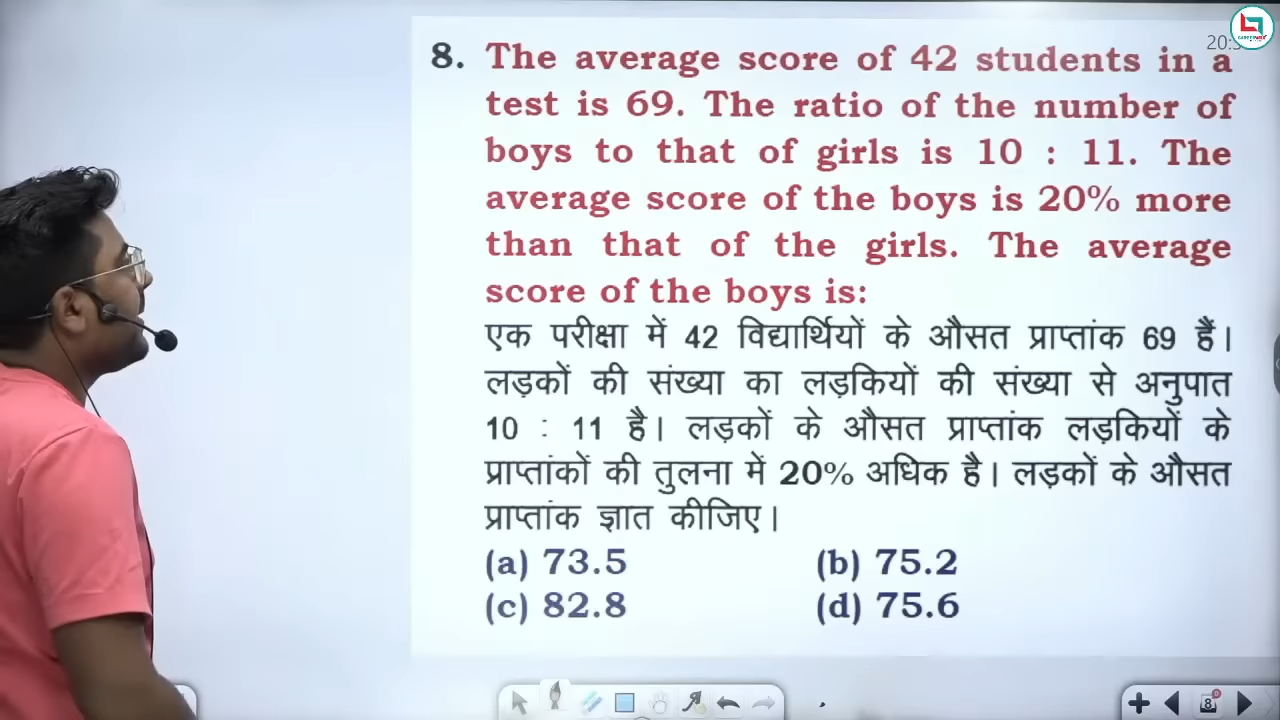 8. The average score of 42 students in a
test is 69. The ratio of the number of
boys to that of girls is 10 : 11. The
average score of the boys is 20% more
than that of the girls. The average
score of the boys is:
एक परीक्षा में 42 विद्यार्थियों के औसत प्राप्तांक 69 हैं।
लड़कों की संख्या का लड़कियों की संख्या से अनुपात
10 : 11 है। लड़कों के औसत प्राप्तांक लड़कियों के
प्राप्तांकों की तुलना में 20% अधिक है। लड़कों के औसत
प्राप्तांक ज्ञात कीजिए।
(a) 73.5 (b) 75.2
(c) 82.8 (d) 75.6
8